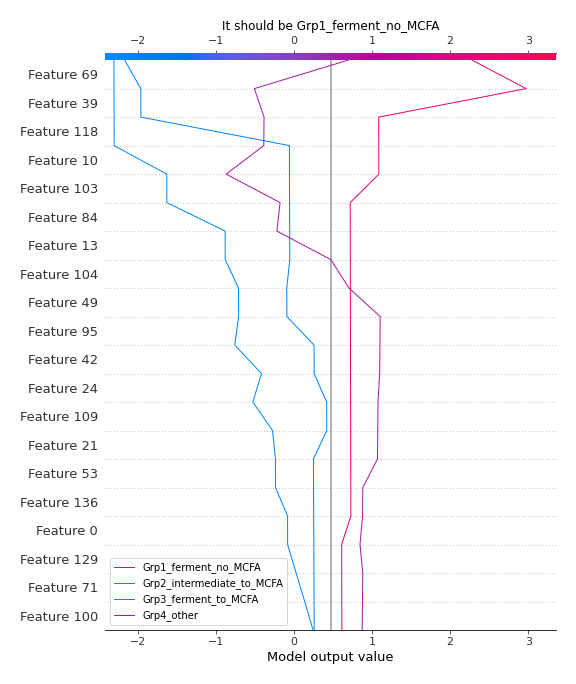 It should be Grp1_ferment_no_MCFA
−2 −1 0 1 2 3
Feature 69
Feature 39
Feature 118
Feature 10
Feature 103
Feature 84
Feature 13
Feature 104
Feature 49
Feature 95
Feature 42
Feature 24
Feature 109
Feature 21
Feature 53
Feature 136
Feature 0
Feature 129
Feature 71
Feature 100
Grp1_ferment_no_MCFA
Grp2_intermediate_to_MCFA
Grp3_ferment_to_MCFA
Grp4_other
−2 −1 0 1 2 3
Model output value